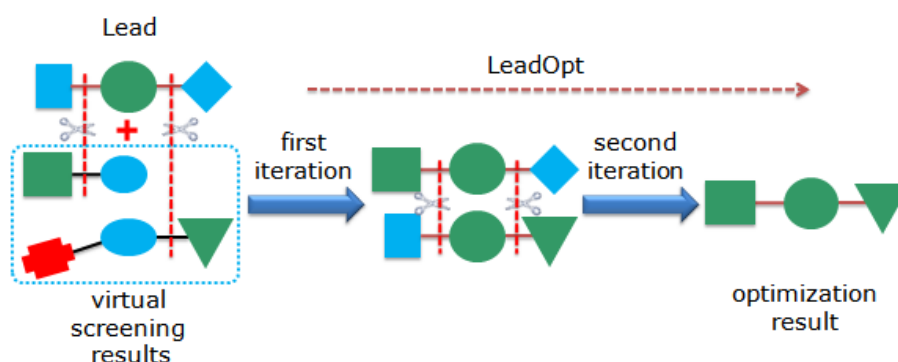 Lead
LeadOpt
first
iteration
second
iteration
virtual
screening
results
optimization
result